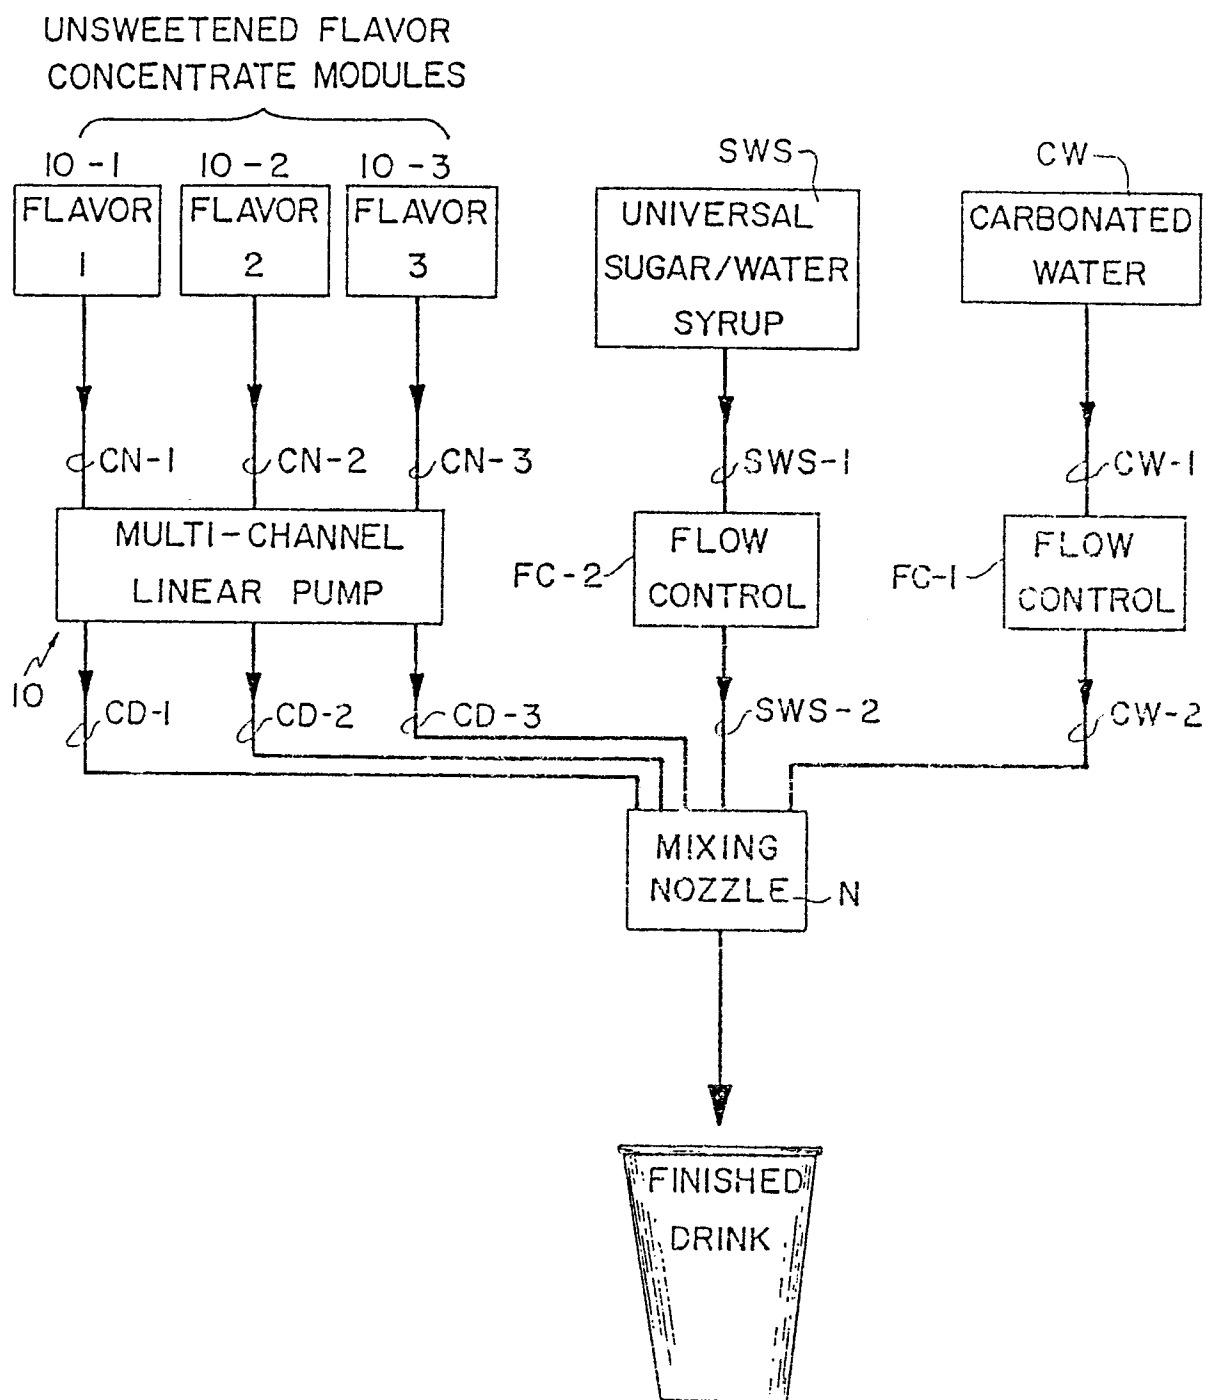 UNSWEETENED FLAVOR
CONCENTRATE MODULES
10-1
10-2
10-3
SWS
CW
FLAVOR
1
FLAVOR
2
FLAVOR
3
UNIVERSAL
SUGAR/WATER
SYRUP
CARBONATED
WATER
CN-1
CN-2
CN-3
SWS-1
CW-1
MULTI-CHANNEL
LINEAR PUMP
10
FC-2
FLOW
CONTROL
FC-1
FLOW
CONTROL
CD-1
CD-2
CD-3
SWS-2
CW-2
MIXING
NOZZLE
N
FINISHED
DRINK